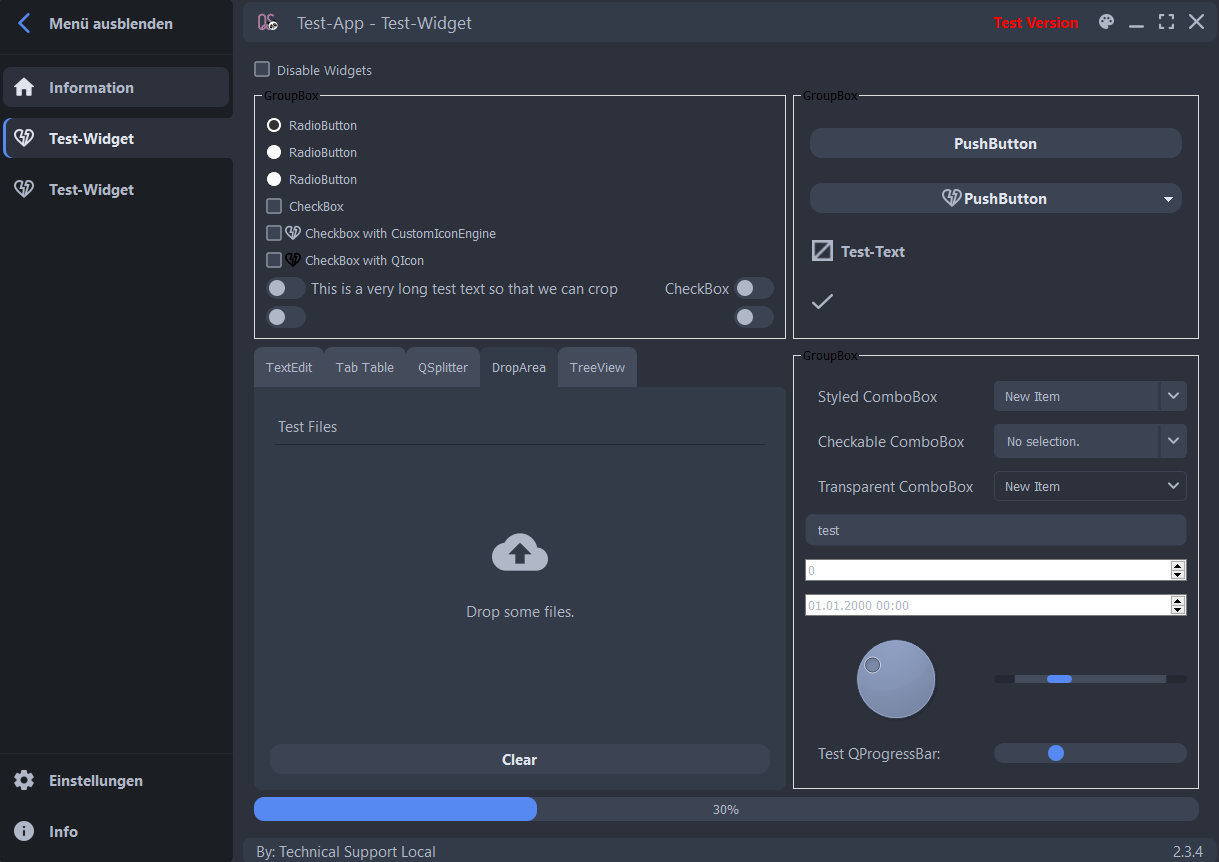 Menü ausblenden
Information
Test-Widget
Test-Widget
Einstellungen
Info
Test-App - Test-Widget
Test Version
Disable Widgets
GroupBox
RadioButton
RadioButton
RadioButton
CheckBox
Checkbox with CustomIconEngine
CheckBox with QIcon
This is a very long test text so that we can crop
CheckBox
GroupBox
PushButton
PushButton
Test-Text
TextEdit
Tab Table
QSplitter
DropArea
TreeView
Test Files
Drop some files.
Clear
GroupBox
Styled ComboBox
New Item
Checkable ComboBox
No selection.
Transparent ComboBox
New Item
test
0
01.01.2000 00:00
Test QProgressBar:
30%
By: Technical Support Local
2.3.4